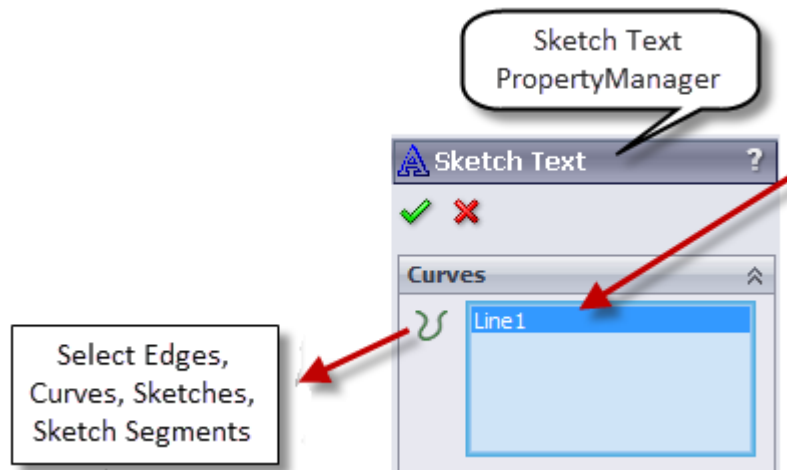 Sketch Text
PropertyManager
Sketch Text ?
Curves
Line1
Select Edges,
Curves, Sketches,
Sketch Segments